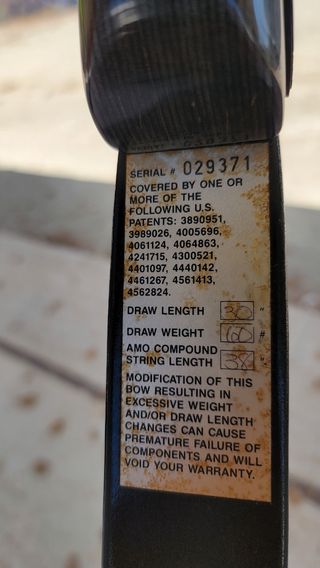 SERIAL # 029371
COVERED BY ONE OR
MORE OF THE
FOLLOWING U.S.
PATENTS: 3890951,
3989026, 4005696,
4061124, 4064863,
4241715, 4300521,
4401097, 4440142,
4461267, 4561413,
4562824.
DRAW LENGTH 30 "
DRAW WEIGHT 60 #
AMO COMPOUND
STRING LENGTH 38 "
MODIFICATION OF THIS
BOW RESULTING IN
EXCESSIVE WEIGHT
AND/OR DRAW LENGTH
CHANGES CAN CAUSE
PREMATURE FAILURE OF
COMPONENTS AND WILL
VOID YOUR WARRANTY.